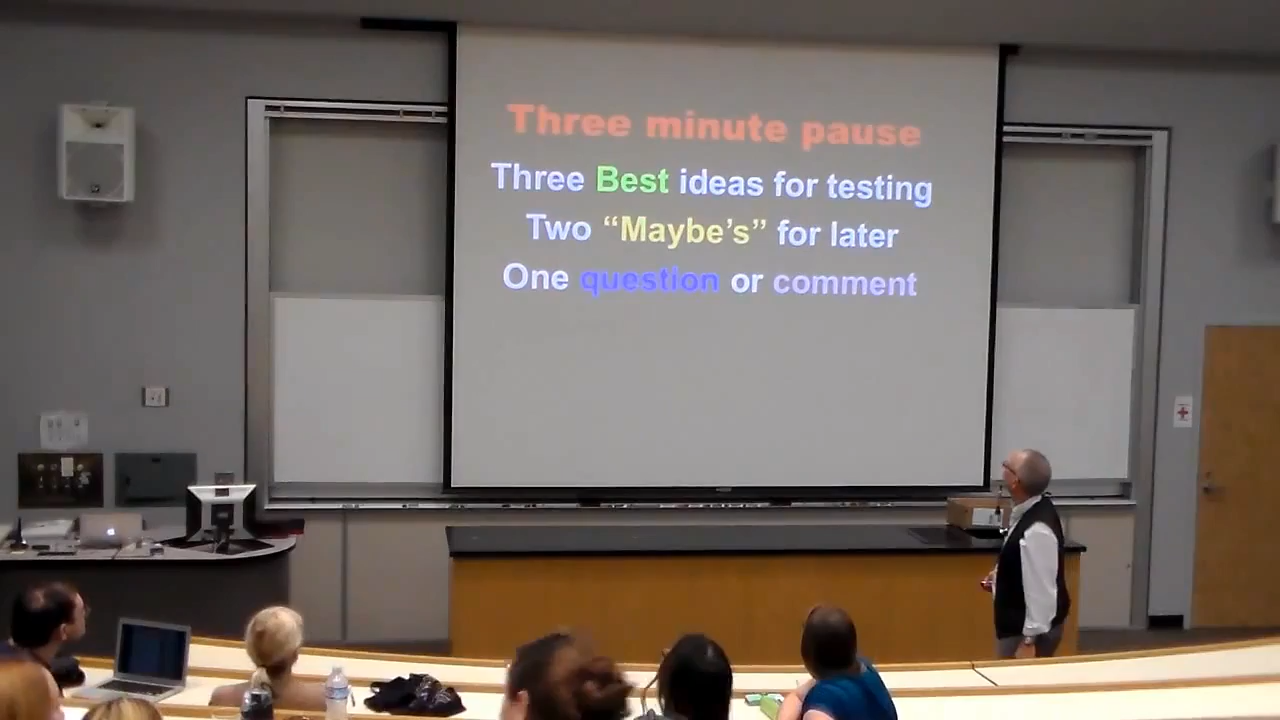 Three minute pause
Three Best ideas for testing
Two “Maybe’s” for later
One question or comment